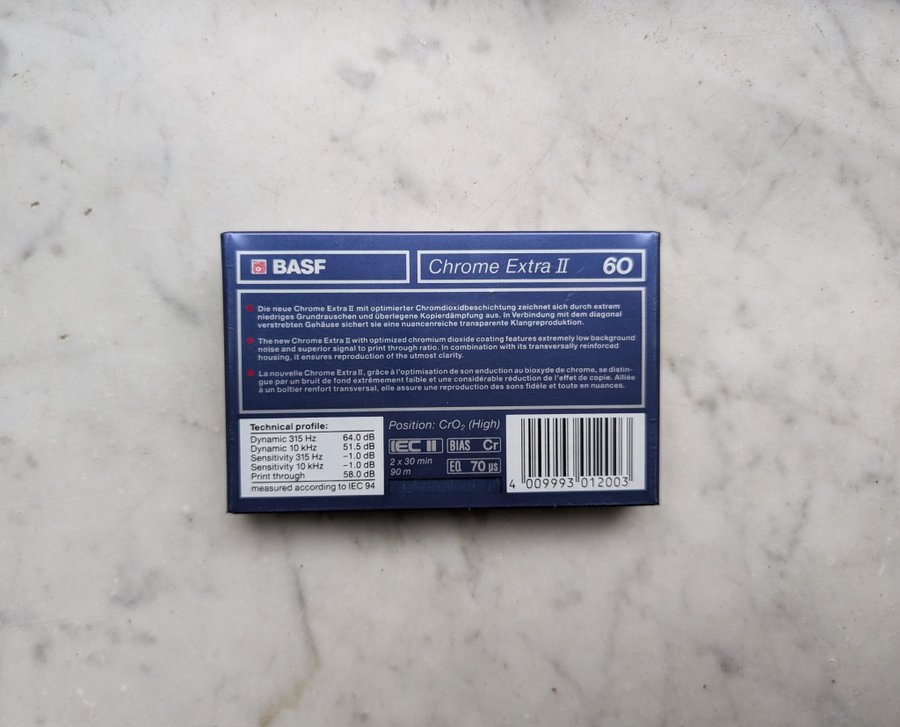 BASF
Chrome Extra II 60
Die neue Chrome Extra II mit optimierter Chromdioxidbeschichtung zeichnet sich durch extrem
niedriges Grundrauschen und überlegene Kopierdämpfung aus. In Verbindung mit dem diagonal
verstrebten Gehäuse sichert sie eine nuancenreiche transparente Klangreproduktion.
The new Chrome Extra II with optimized chromium dioxide coating features extremely low background
noise and superior signal to print through ratio. In combination with its transversally reinforced
housing, it ensures reproduction of the utmost clarity.
La nouvelle Chrome Extra II, grâce à l'optimisation de son enduction au bioxyde de chrome, se distin-
gue par un bruit de fond extrêmement faible et une considérable réduction de l'effet de copie. Alliée
à un boîtier renfort transversal, elle assure une reproduction des sons fidèle et toute en nuances.
Technical profile:
Dynamic 315 Hz 64.0 dB
Dynamic 10 kHz 51.5 dB
Sensitivity 315 Hz –1.0 dB
Sensitivity 10 kHz –1.0 dB
Print through 58.0 dB
measured according to IEC 94
Position: CrO₂ (High)
IEC II BIAS Cr
2 x 30 min
90 m
EQ 70 µs
4 009993 012003